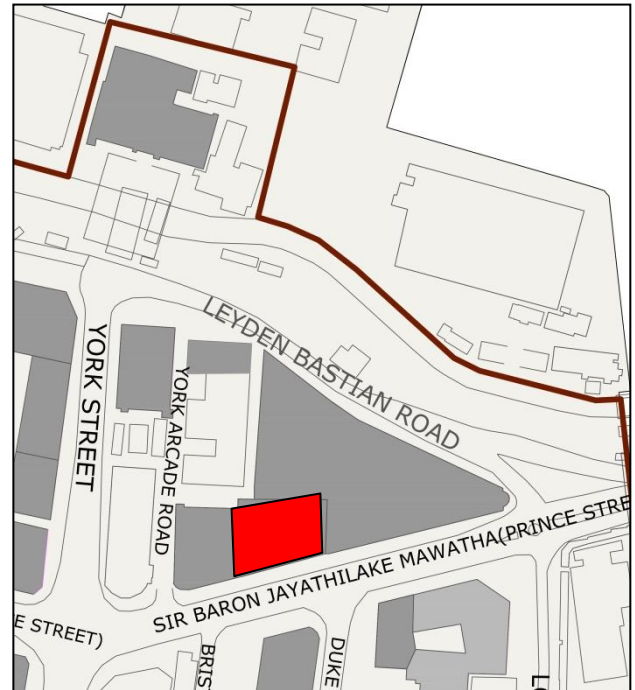 LEYDEN BASTIAN ROAD
YORK STREET
YORK ARCADE ROAD
SIR BARON JAYATHILAKE MAWATHA(PRINCE STRE
E STREET)
BRIS
DUKE
L